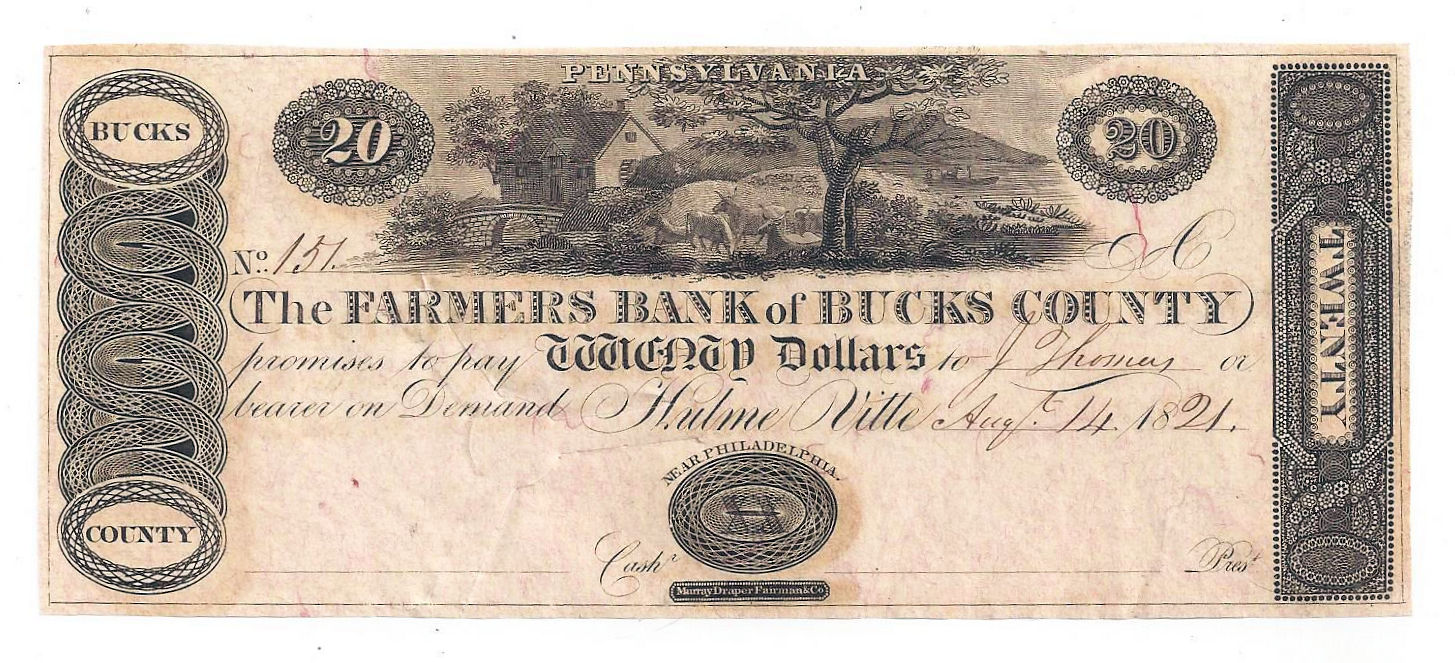 PENNSYLVANIA
BUCKS
20
20
No. 151.
A
The FARMERS BANK of BUCKS COUNTY
promises to pay TWENTY Dollars to J Thomas or
bearer on Demand Hulme Ville Augt. 14. 1821.
NEAR PHILADELPHIA
XX
COUNTY
Cashr
Prest
Murray Draper Fairman & Co
TWENTY